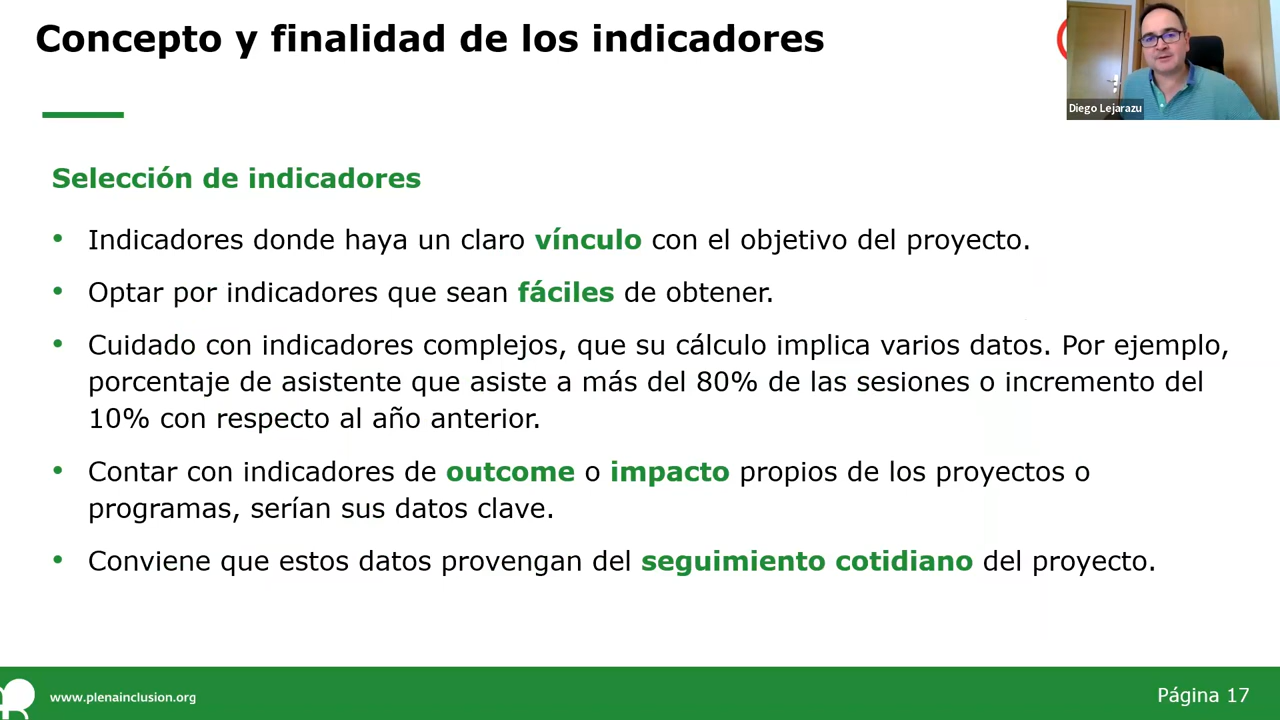 Concepto y finalidad de los indicadores
Diego Lejarazu
Selección de indicadores
• Indicadores donde haya un claro vínculo con el objetivo del proyecto.
• Optar por indicadores que sean fáciles de obtener.
• Cuidado con indicadores complejos, que su cálculo implica varios datos. Por ejemplo,
porcentaje de asistente que asiste a más del 80% de las sesiones o incremento del
10% con respecto al año anterior.
• Contar con indicadores de outcome o impacto propios de los proyectos o
programas, serían sus datos clave.
• Conviene que estos datos provengan del seguimiento cotidiano del proyecto.
www.plenainclusion.org
Página 17